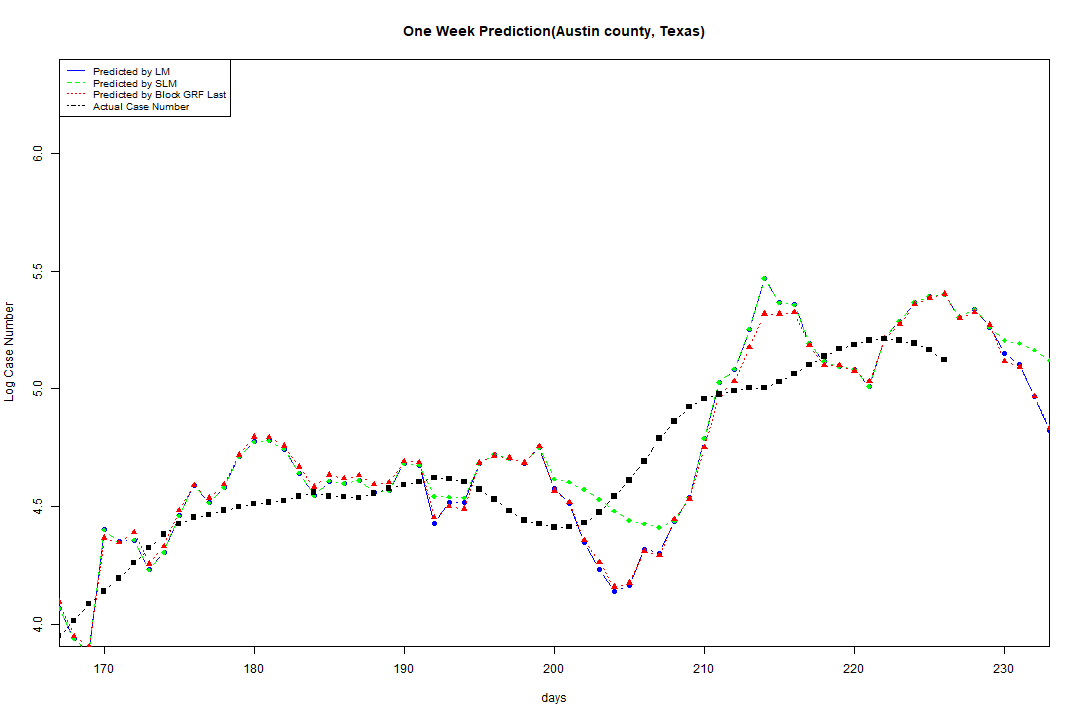 One Week Prediction(Austin county, Texas)
Predicted by LM
Predicted by SLM
Predicted by Block GRF Last
Actual Case Number
Log Case Number
6.0
5.5
5.0
4.5
4.0
170 180 190 200 210 220 230
days